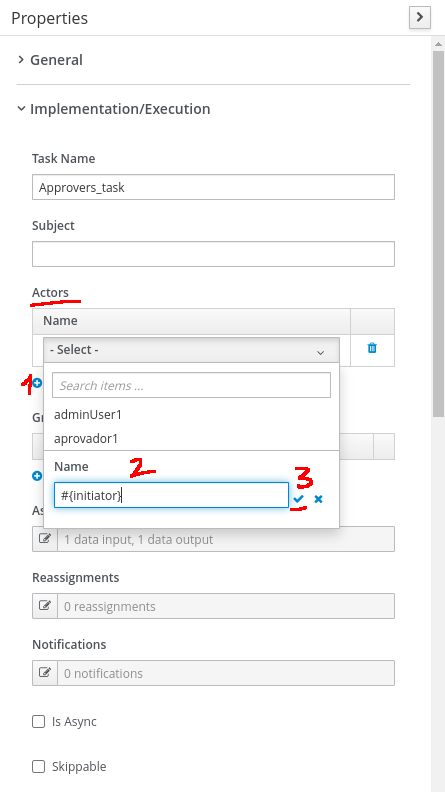 Properties
General
Implementation/Execution
Task Name
Approvers_task
Subject
Actors
Name
- Select -
1
Search items ...
adminUser1
aprovador1
Gr
Name
2
3
#{initiator}
As
1 data input, 1 data output
Reassignments
0 reassignments
Notifications
0 notifications
Is Async
Skippable